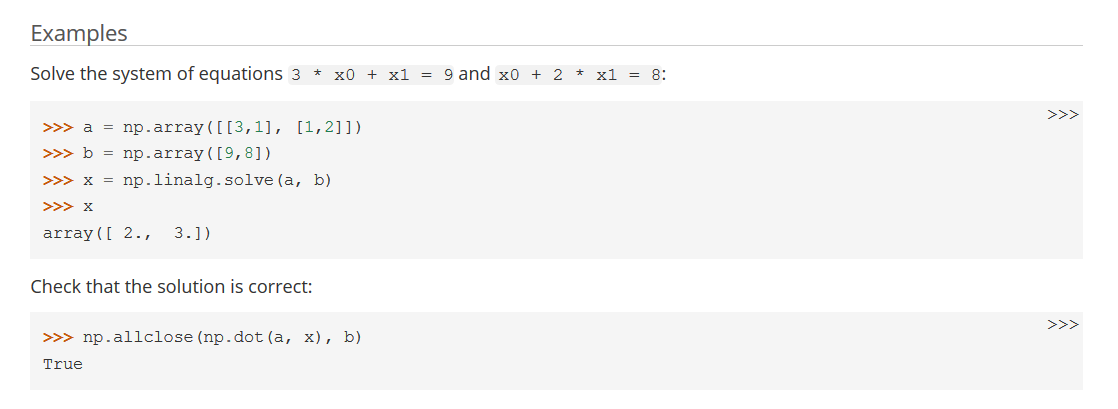 Examples
Solve the system of equations 3 * x0 + x1 = 9 and x0 + 2 * x1 = 8:
>>>
>>> a = np.array([[3,1], [1,2]])
>>> b = np.array([9,8])
>>> x = np.linalg.solve(a, b)
>>> x
array([ 2.,  3.])
Check that the solution is correct:
>>>
>>> np.allclose(np.dot(a, x), b)
True